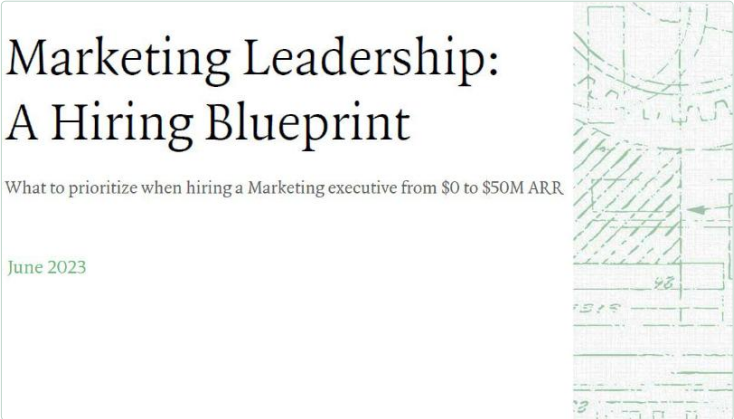 Marketing Leadership:
A Hiring Blueprint
What to prioritize when hiring a Marketing executive from $0 to $50M ARR
June 2023